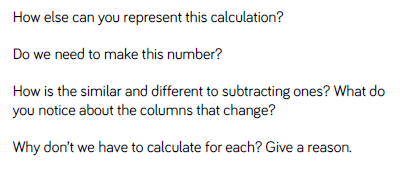 How else can you represent this calculation?
Do we need to make this number?
How is the similar and different to subtracting ones? What do
you notice about the columns that change?
Why don't we have to calculate for each? Give a reason.